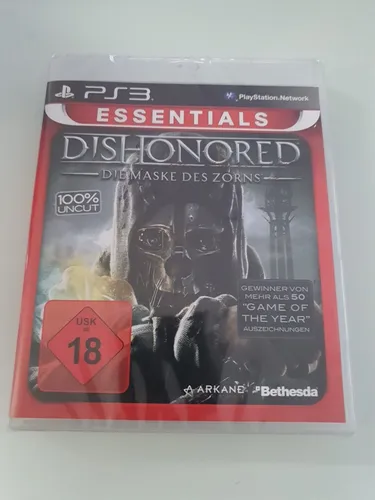 PS3
PlayStation.Network
ESSENTIALS
DISHONORED
DIE MASKE DES ZORNS
100%
UNCUT
GEWINNER VON
MEHR ALS 50
"GAME OF
THE YEAR"
AUSZEICHNUNGEN
USK
ab
18
ARKANE
Bethesda